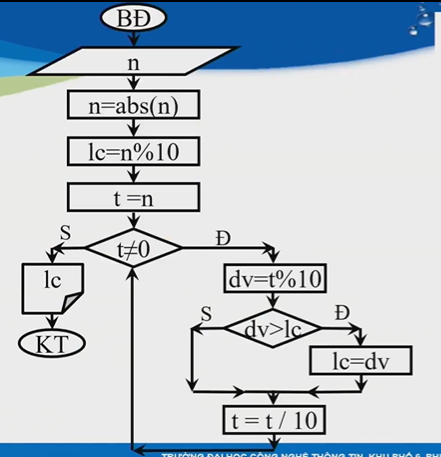 BĐ
n
n=abs(n)
lc=n%10
t =n
t≠0
S
Đ
lc
KT
dv=t%10
dv>lc
S
Đ
lc=dv
t = t / 10
TRƯỜNG ĐẠI HỌC CÔNG NGHỆ THÔNG TIN, KHU PHỐ 6, PH